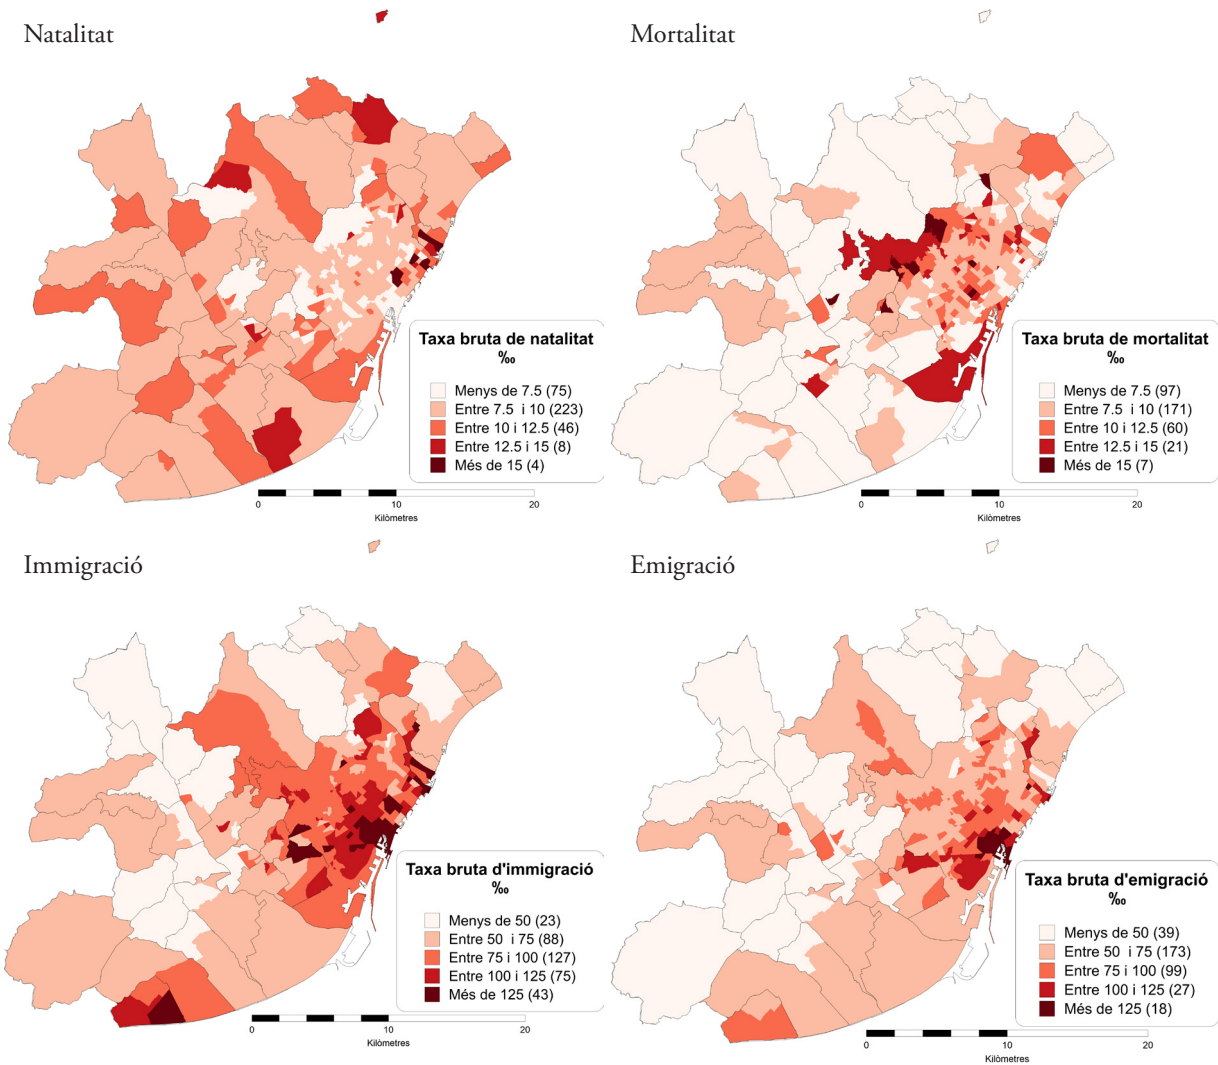 Natalitat
Taxa bruta de natalitat
‰
Menys de 7.5 (75)
Entre 7.5 i 10 (223)
Entre 10 i 12.5 (46)
Entre 12.5 i 15 (8)
Més de 15 (4)
0 10 20
Kilòmetres
Mortalitat
Taxa bruta de mortalitat
‰
Menys de 7.5 (97)
Entre 7.5 i 10 (171)
Entre 10 i 12.5 (60)
Entre 12.5 i 15 (21)
Més de 15 (7)
0 10 20
Kilòmetres
Immigració
Taxa bruta d'immigració
‰
Menys de 50 (23)
Entre 50 i 75 (88)
Entre 75 i 100 (127)
Entre 100 i 125 (75)
Més de 125 (43)
0 10 20
Kilòmetres
Emigració
Taxa bruta d'emigració
‰
Menys de 50 (39)
Entre 50 i 75 (173)
Entre 75 i 100 (99)
Entre 100 i 125 (27)
Més de 125 (18)
0 10 20
Kilòmetres